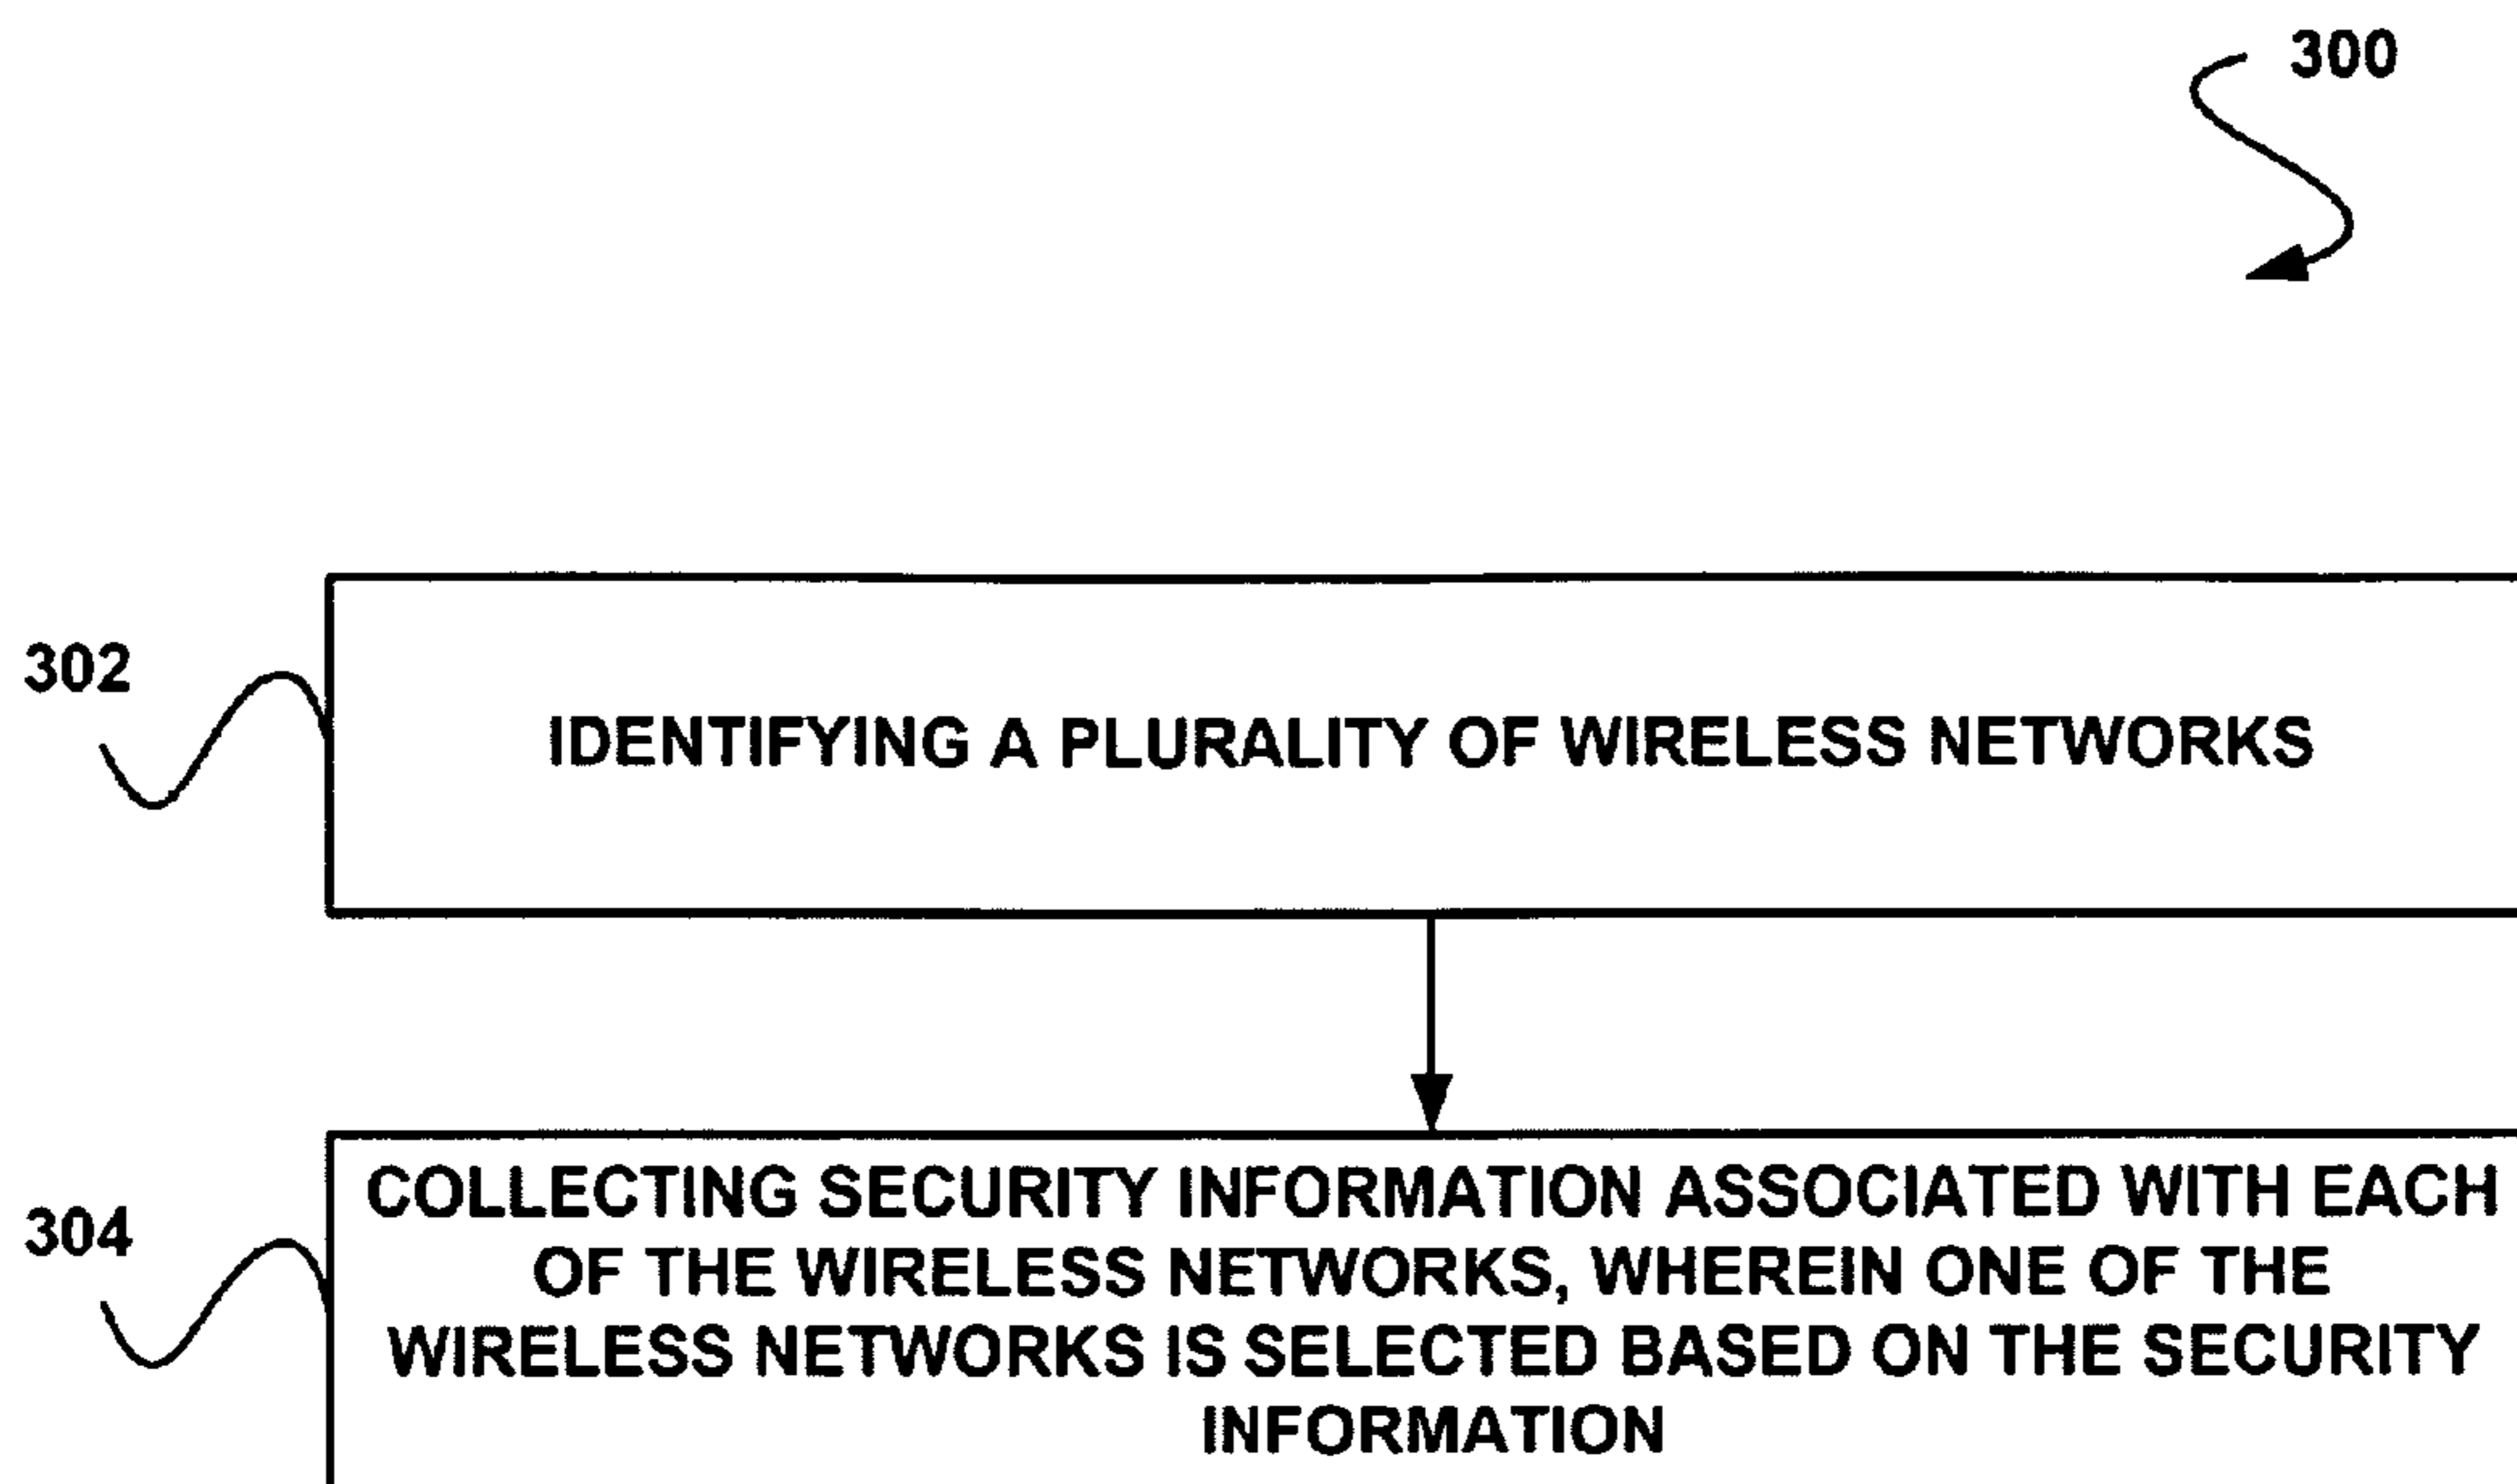 300
302
IDENTIFYING A PLURALITY OF WIRELESS NETWORKS
304
COLLECTING SECURITY INFORMATION ASSOCIATED WITH EACH
OF THE WIRELESS NETWORKS, WHEREIN ONE OF THE
WIRELESS NETWORKS IS SELECTED BASED ON THE SECURITY
INFORMATION